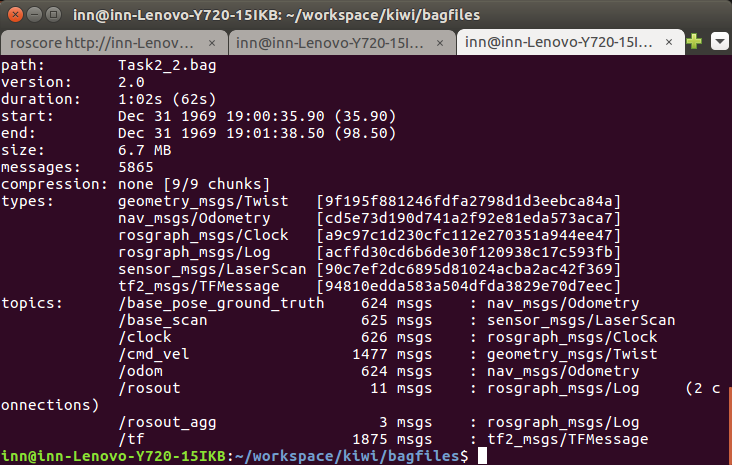 inn@inn-Lenovo-Y720-15IKB: ~/workspace/kiwi/bagfiles
roscore http://inn-Lenov... × inn@inn-Lenovo-Y720-15I... × inn@inn-Lenovo-Y720-15I... ×
path:        Task2_2.bag
version:     2.0
duration:    1:02s (62s)
start:       Dec 31 1969 19:00:35.90 (35.90)
end:         Dec 31 1969 19:01:38.50 (98.50)
size:        6.7 MB
messages:    5865
compression: none [9/9 chunks]
types:       geometry_msgs/Twist   [9f195f881246fdfa2798d1d3eebca84a]
             nav_msgs/Odometry     [cd5e73d190d741a2f92e81eda573aca7]
             rosgraph_msgs/Clock   [a9c97c1d230cfc112e270351a944ee47]
             rosgraph_msgs/Log     [acffd30cd6b6de30f120938c17c593fb]
             sensor_msgs/LaserScan [90c7ef2dc6895d81024acba2ac42f369]
             tf2_msgs/TFMessage    [94810edda583a504dfda3829e70d7eec]
topics:      /base_pose_ground_truth    624 msgs    : nav_msgs/Odometry
             /base_scan                 625 msgs    : sensor_msgs/LaserScan
             /clock                     626 msgs    : rosgraph_msgs/Clock
             /cmd_vel                  1477 msgs    : geometry_msgs/Twist
             /odom                      624 msgs    : nav_msgs/Odometry
             /rosout                     11 msgs    : rosgraph_msgs/Log     (2 c
onnections)
             /rosout_agg                  3 msgs    : rosgraph_msgs/Log
             /tf                       1875 msgs    : tf2_msgs/TFMessage
inn@inn-Lenovo-Y720-15IKB:~/workspace/kiwi/bagfiles$